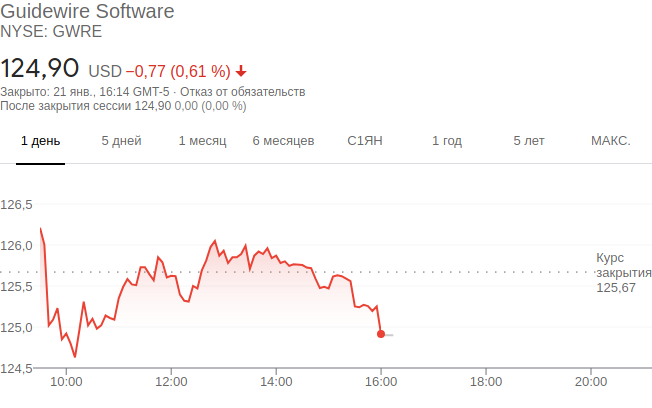 Guidewire Software
NYSE: GWRE
124,90 USD −0,77 (0,61 %)
Закрыто: 21 янв., 16:14 GMT-5 · Отказ от обязательств
После закрытия сессии 124,90 0,00 (0,00 %)
1 день 5 дней 1 месяц 6 месяцев С1ЯН 1 год 5 лет МАКС.
126,5
126,0
Курс
закрытия
125,67
125,5
125,0
124,5
10:00 12:00 14:00 16:00 18:00 20:00